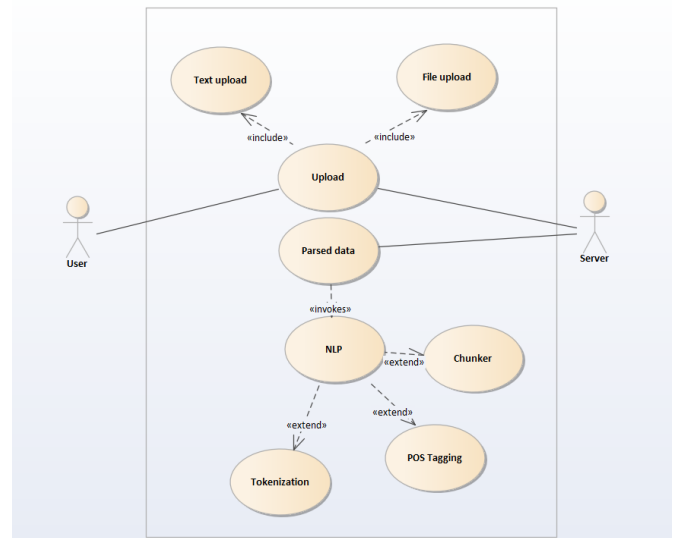 Text upload
File upload
«include»
«include»
Upload
User
Server
Parsed data
«invokes»
NLP
Chunker
«extend»
«extend»
«extend»
POS Tagging
Tokenization